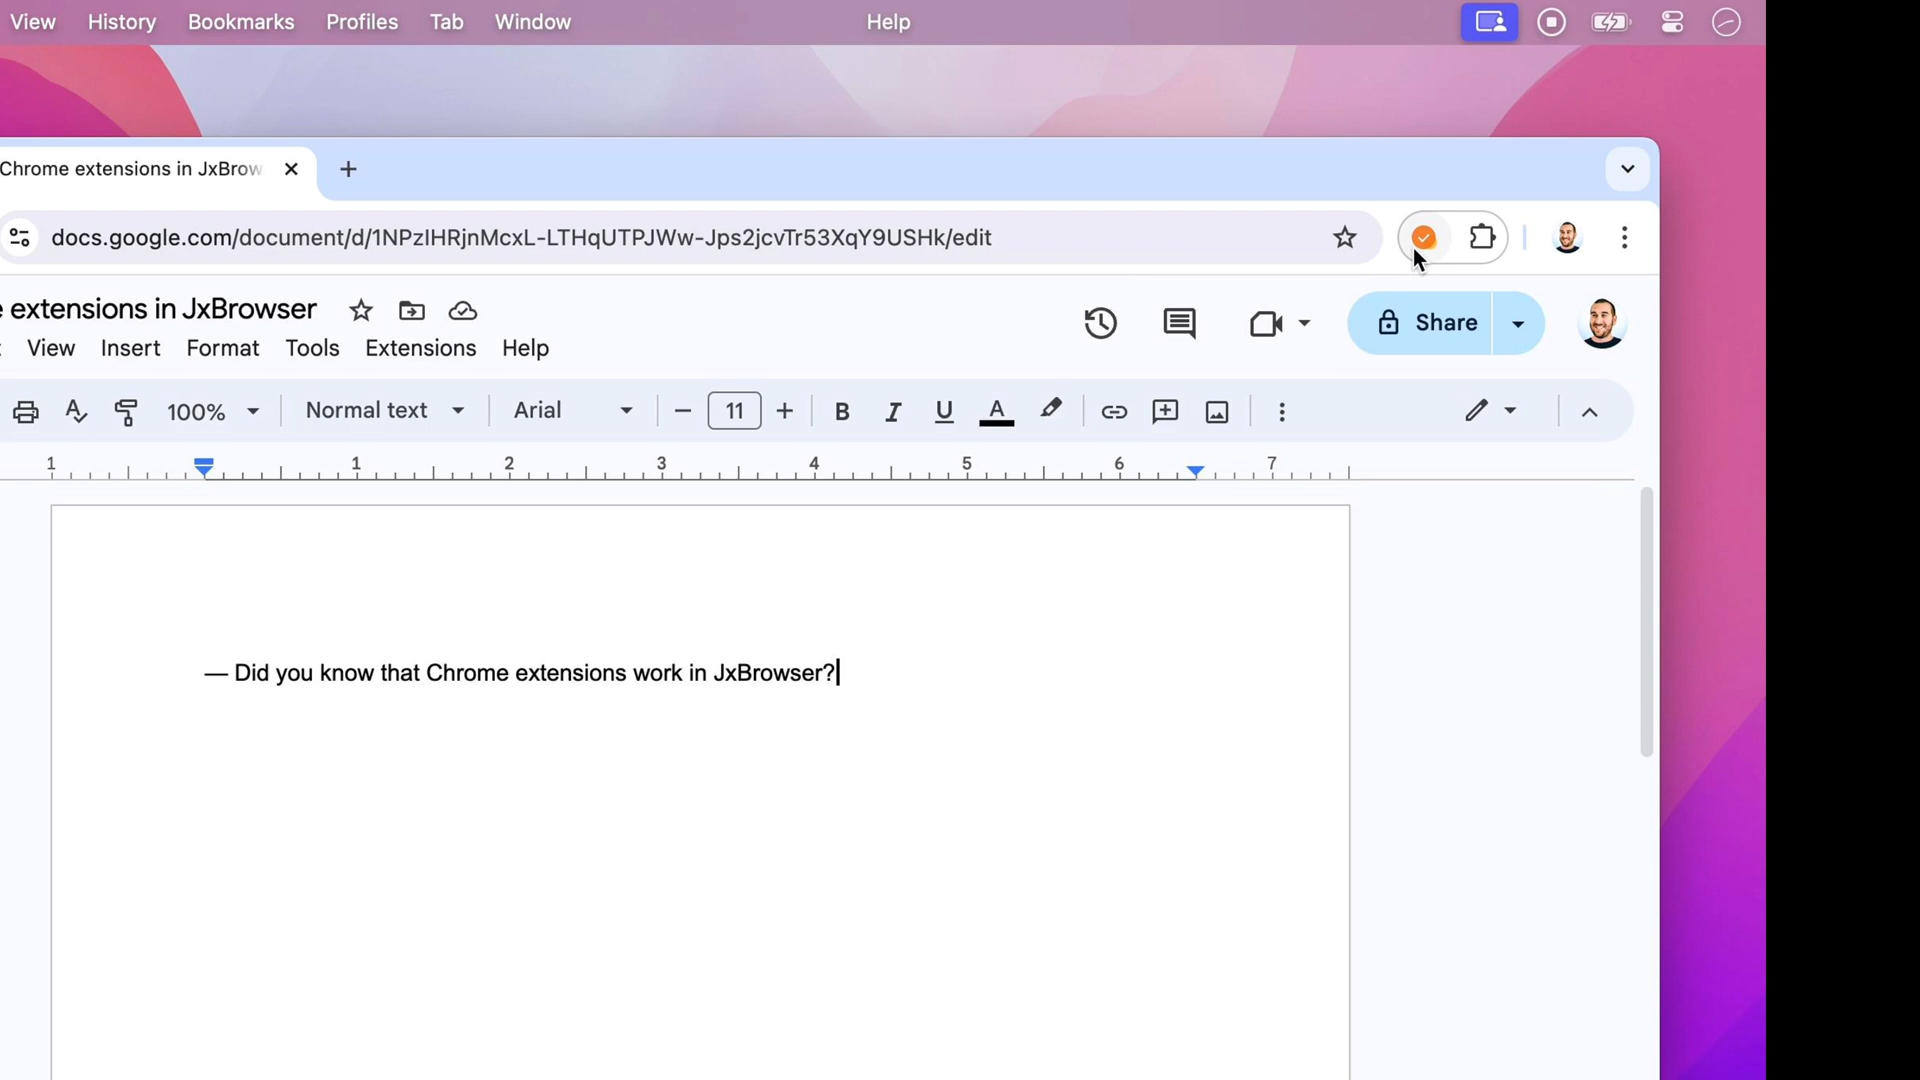 View History Bookmarks Profiles Tab Window Help
Chrome extensions in JxBrow
docs.google.com/document/d/1NPzIHRjnMcxL-LTHqUTPJWw-Jps2jcvTr53XqY9USHk/edit
extensions in JxBrowser
View Insert Format Tools Extensions Help
Share
100% Normal text Arial 11 B I U A
1 1 2 3 4 5 6 7
— Did you know that Chrome extensions work in JxBrowser?